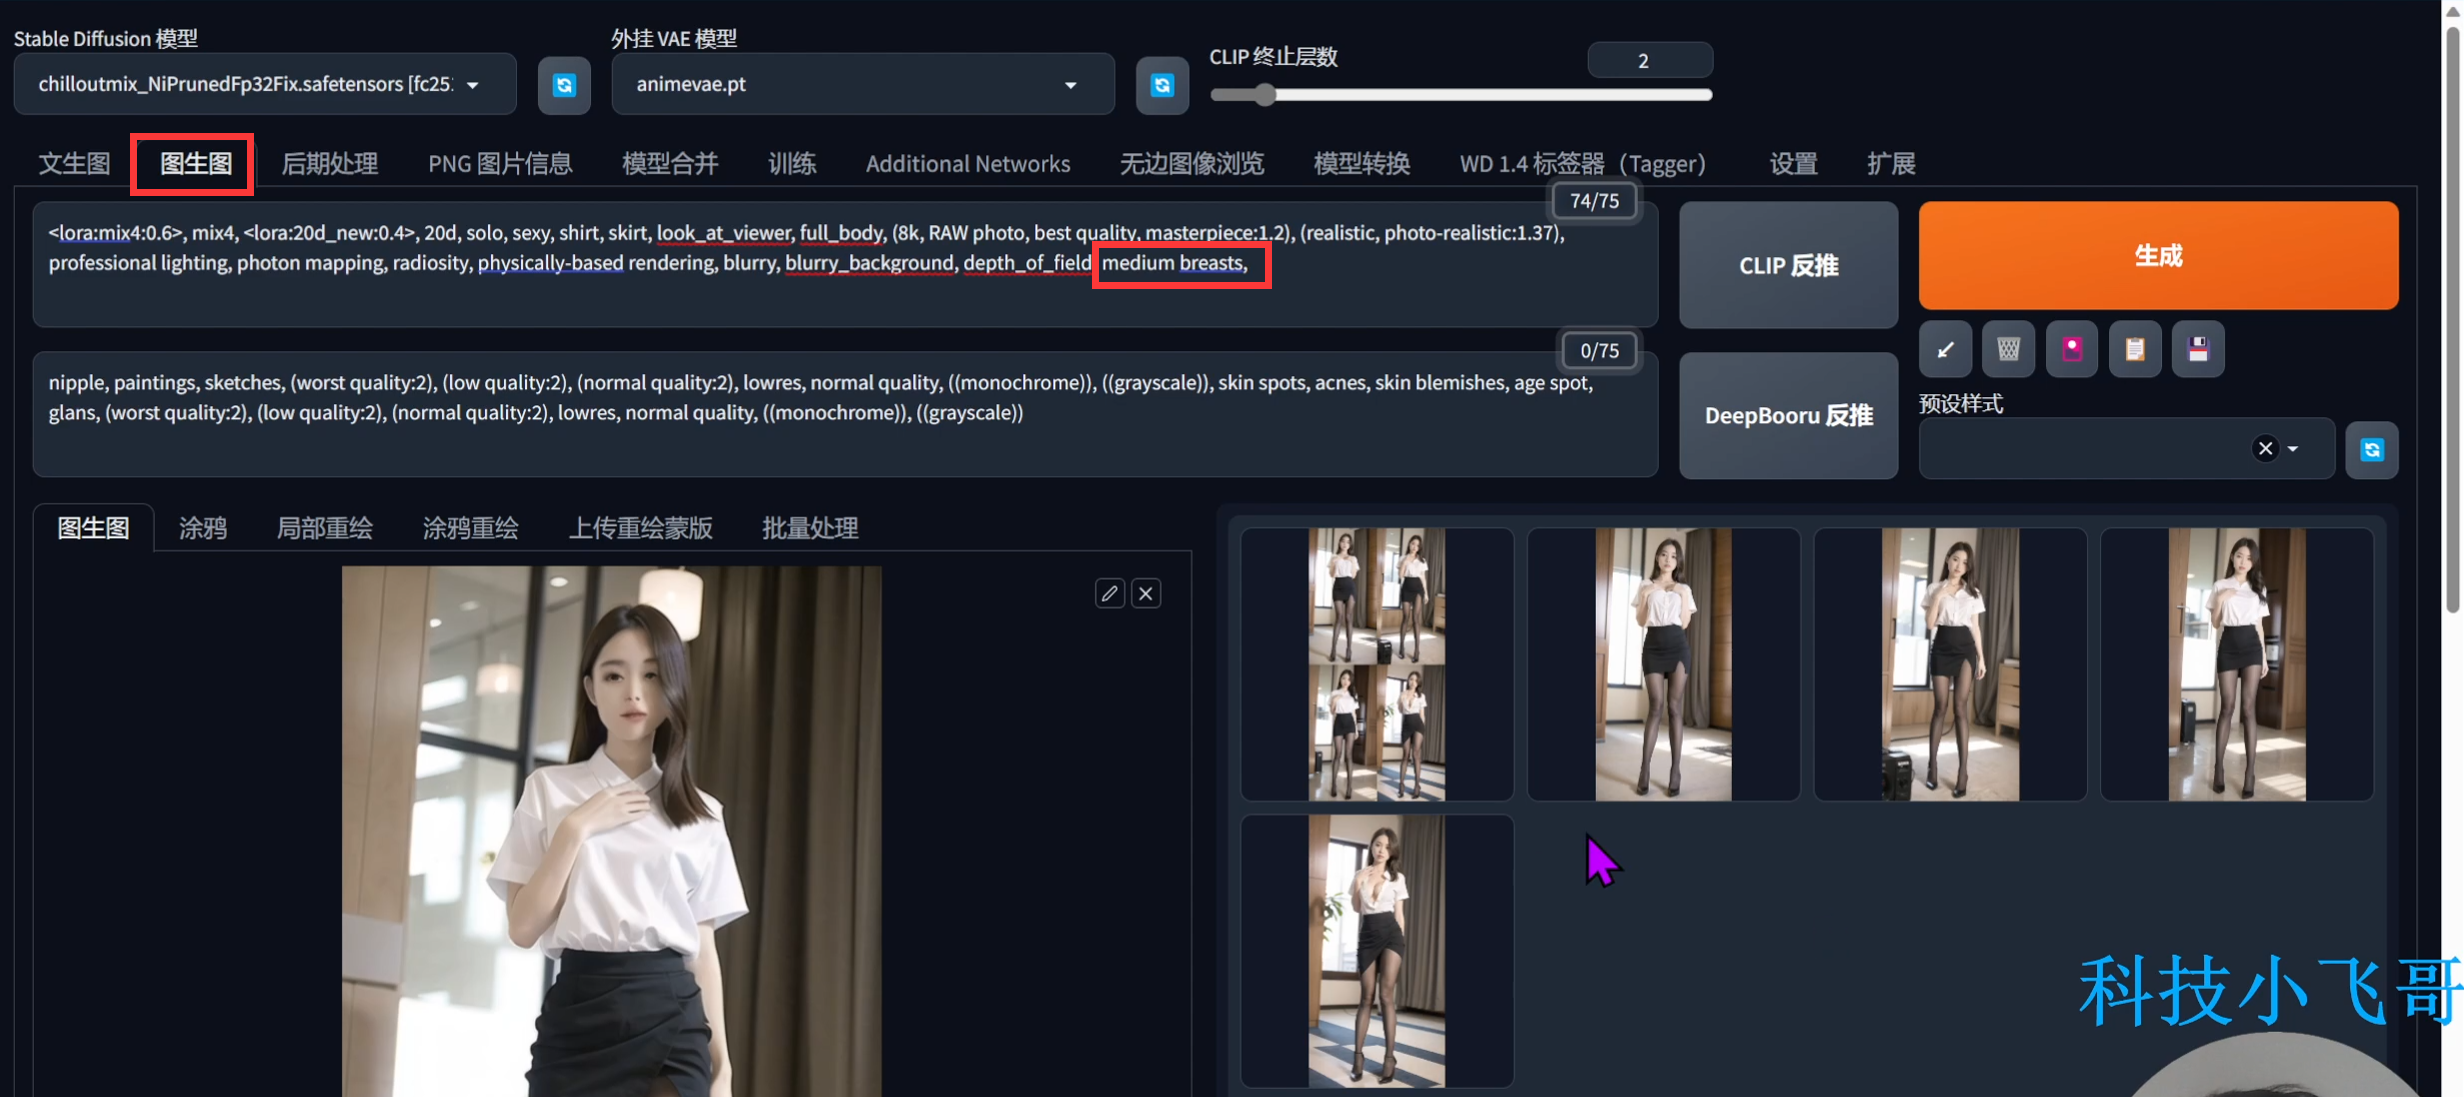 Stable Diffusion 模型
外挂 VAE 模型
CLIP 终止层数
2
chilloutmix_NiPrunedFp32Fix.safetensors [fc25
animevae.pt
文生图 图生图 后期处理 PNG 图片信息 模型合并 训练 Additional Networks 无边图像浏览 模型转换 WD 1.4 标签器（Tagger） 设置 扩展
74/75
<lora:mix4:0.6>, mix4, <lora:20d_new:0.4>, 20d, solo, sexy, shirt, skirt, look_at_viewer, full_body, (8k, RAW photo, best quality, masterpiece:1.2), (realistic, photo-realistic:1.37),
professional lighting, photon mapping, radiosity, physically-based rendering, blurry, blurry_background, depth_of_field, medium breasts,
CLIP 反推
生成
0/75
nipple, paintings, sketches, (worst quality:2), (low quality:2), (normal quality:2), lowres, normal quality, ((monochrome)), ((grayscale)), skin spots, acnes, skin blemishes, age spot,
glans, (worst quality:2), (low quality:2), (normal quality:2), lowres, normal quality, ((monochrome)), ((grayscale))
DeepBooru 反推
预设样式
图生图 涂鸦 局部重绘 涂鸦重绘 上传重绘蒙版 批量处理
科技小飞哥